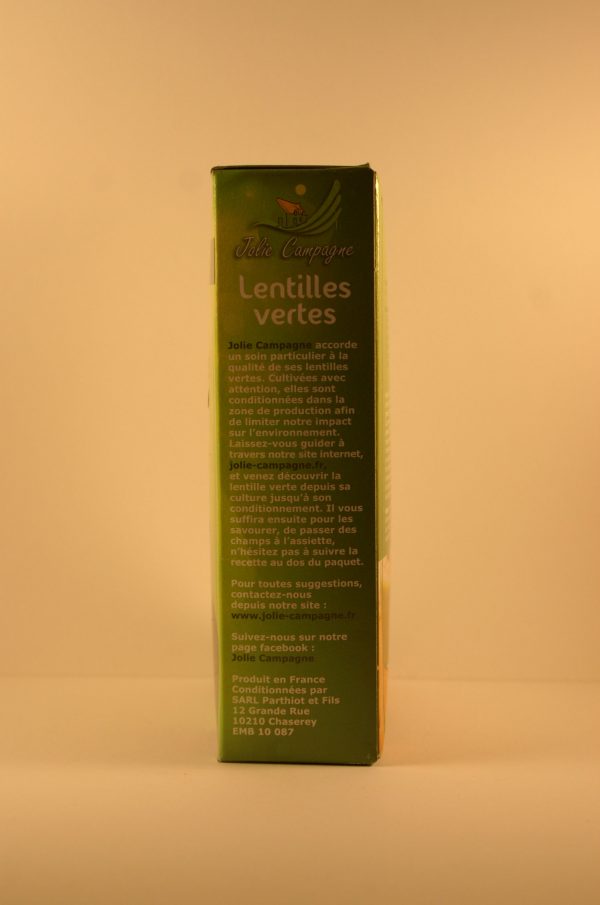 Jolie Campagne
Lentilles
vertes
Jolie Campagne accorde
un soin particulier à la
qualité de ses lentilles
vertes. Cultivées avec
attention, elles sont
conditionnées dans la
zone de production afin
de limiter notre impact
sur l'environnement.
Laissez-vous guider à
travers notre site internet,
jolie-campagne.fr,
et venez découvrir la
lentille verte depuis sa
culture jusqu'à son
conditionnement. Il vous
suffira ensuite pour les
savourer, de passer des
champs à l'assiette,
n'hésitez pas à suivre la
recette au dos du paquet.
Pour toutes suggestions,
contactez-nous
depuis notre site :
www.jolie-campagne.fr
Suivez-nous sur notre
page facebook :
Jolie Campagne
Produit en France
Conditionnées par
SARL Parthiot et Fils
12 Grande Rue
10210 Chaserey
EMB 10 087